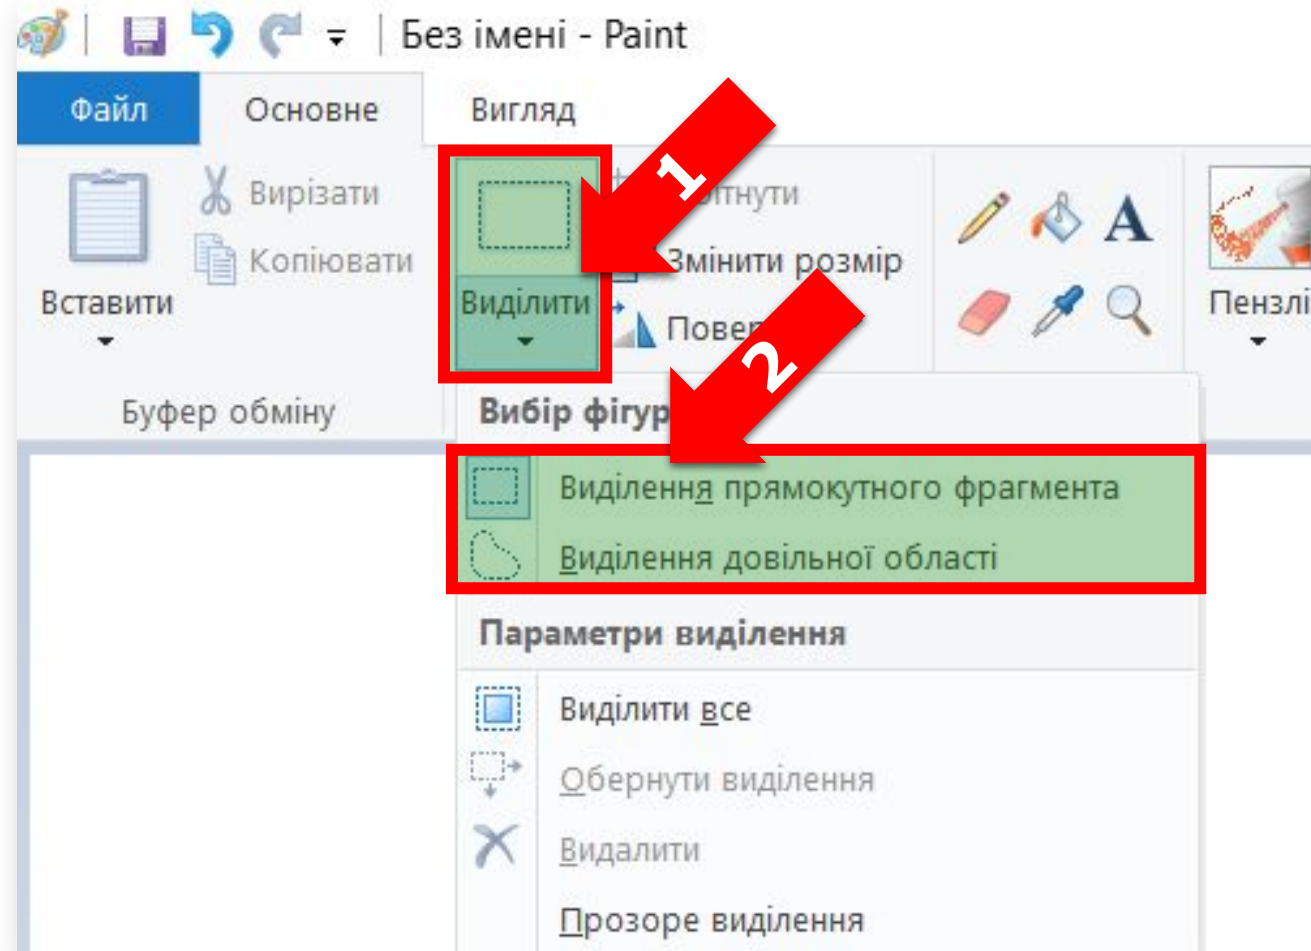 Без імені - Paint
Файл Основне Вигляд
Вирізати
Копіювати
Вставити
Буфер обміну
Виділити
1
Змінити розмір
2
A
Пензлі
Виділення прямокутного фрагмента
Виділення довільної області
Параметри виділення
Виділити все
Обернути виділення
Видалити
Прозоре виділення
Вибір фігур